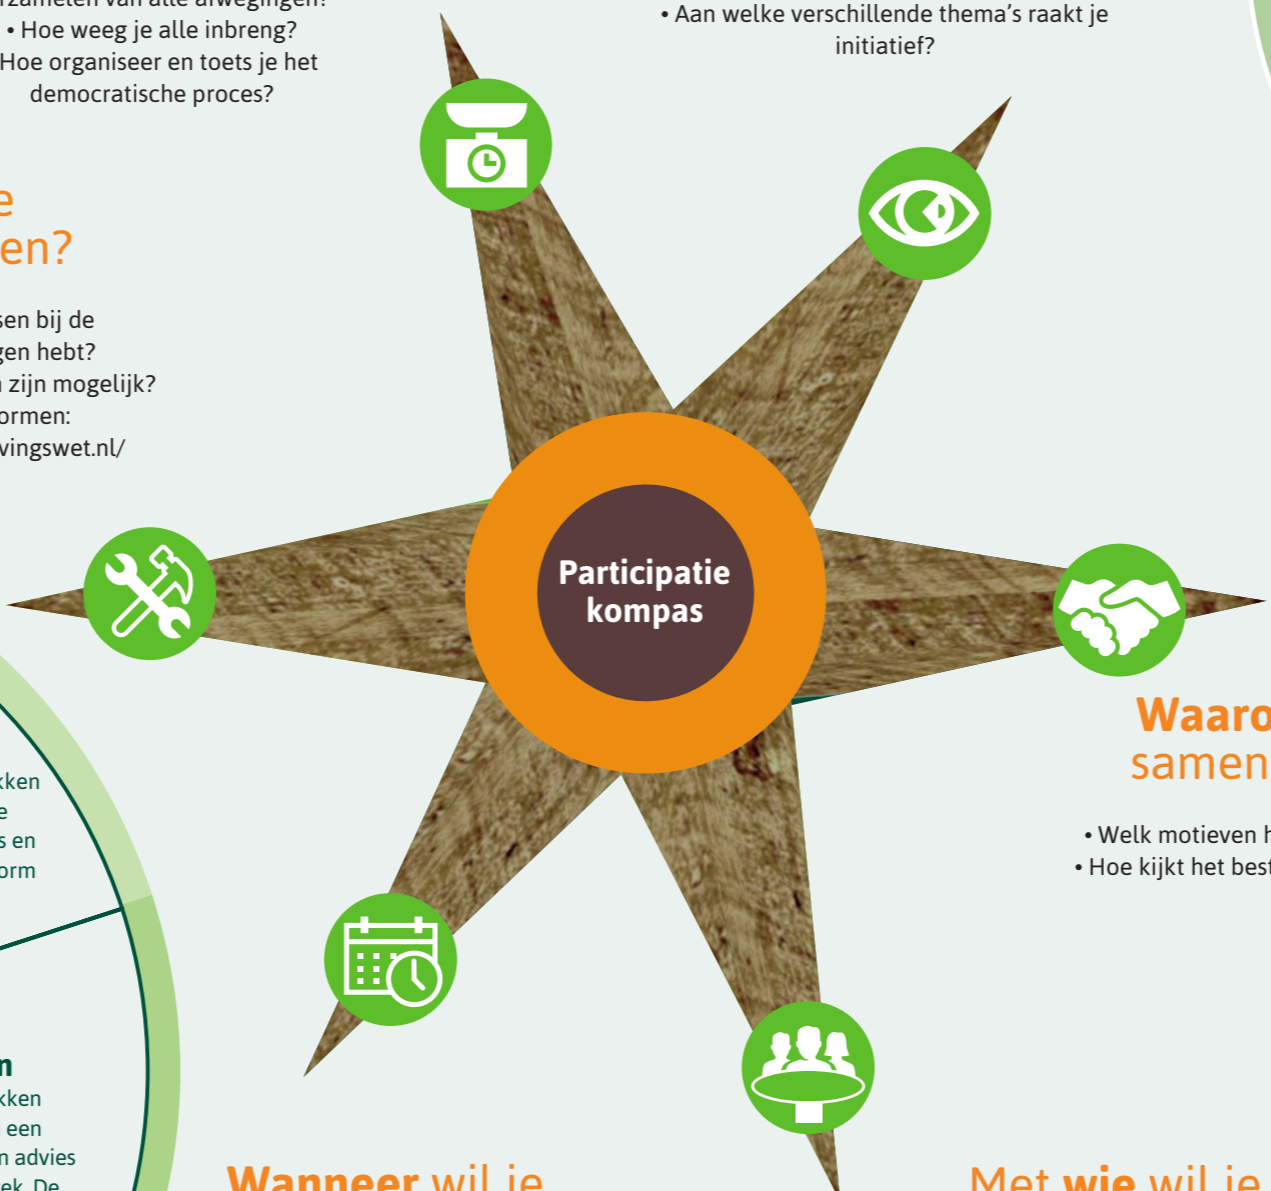 • Hoe weeg je alle inbreng?
Hoe organiseer en toets je het
democratische proces?
• Aan welke verschillende thema's raakt je
initiatief?
e
en?
sen bij de
gen hebt?
zijn mogelijk?
ormen:
vingswet.nl/
Participatie
kompas
Waaro
samen
• Welk motieven h
• Hoe kijkt het best
kken
e
s en
orm
n
kken
een
n advies
ek. De
Wanneer wil je
Met wie wil je